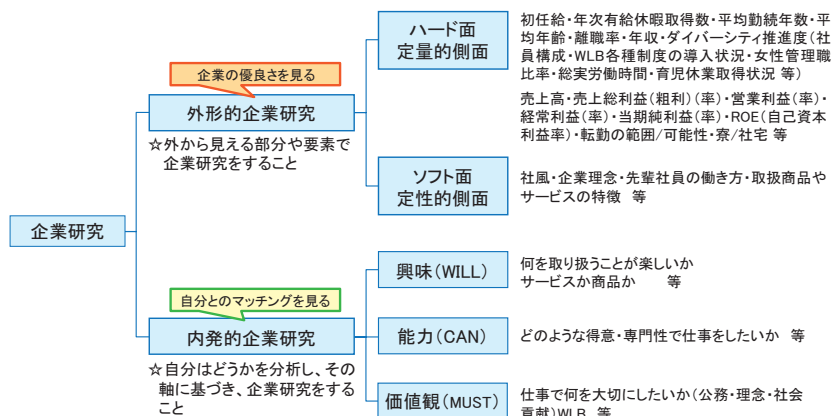 企業研究
企業の優良さを見る
外形的企業研究
☆外から見える部分や要素で
企業研究をすること
ハード面
定量的側面
初任給・年次有給休暇取得数・平均勤続年数・平
均年齢・離職率・年収・ダイバーシティ推進度(社
員構成・WLB各種制度の導入状況・女性管理職
比率・総実労働時間・育児休業取得状況 等)
売上高・売上総利益(粗利)(率)・営業利益(率)・
経常利益(率)・当期純利益(率)・ROE(自己資本
利益率)・転勤の範囲/可能性・寮/社宅 等
ソフト面
定性的側面
社風・企業理念・先輩社員の働き方・取扱商品や
サービスの特徴 等
自分とのマッチングを見る
内発的企業研究
☆自分はどうかを分析し、その
軸に基づき、企業研究をする
こと
興味(WILL)
何を取り扱うことが楽しいか
サービスか商品か 等
能力(CAN)
どのような得意・専門性で仕事をしたいか 等
価値観(MUST)
仕事で何を大切にしたいか(公務・理念・社会
貢献)WLB 等